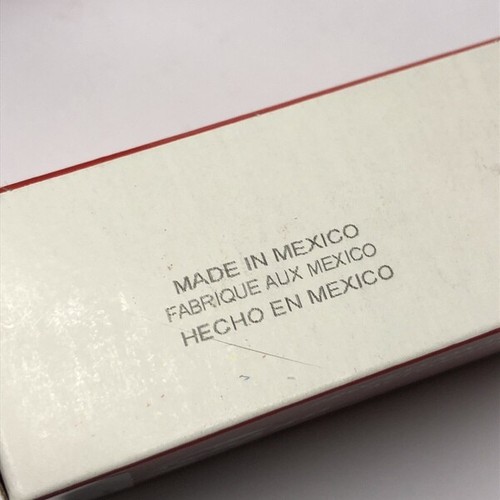 MADE IN MEXICO
FABRIQUE AUX MEXICO
HECHO EN MEXICO